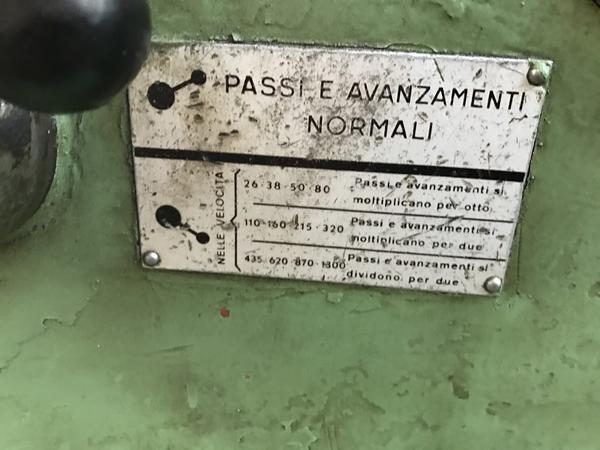 PASSI E AVANZAMENTI
NORMALI
NELLE VELOCITÀ
26·38·50·80 Passi e avanzamenti si
moltiplicano per otto
110·160·215·320 Passi e avanzamenti si
moltiplicano per due
435·620·870·1300 Passi e avanzamenti si
dividono per due